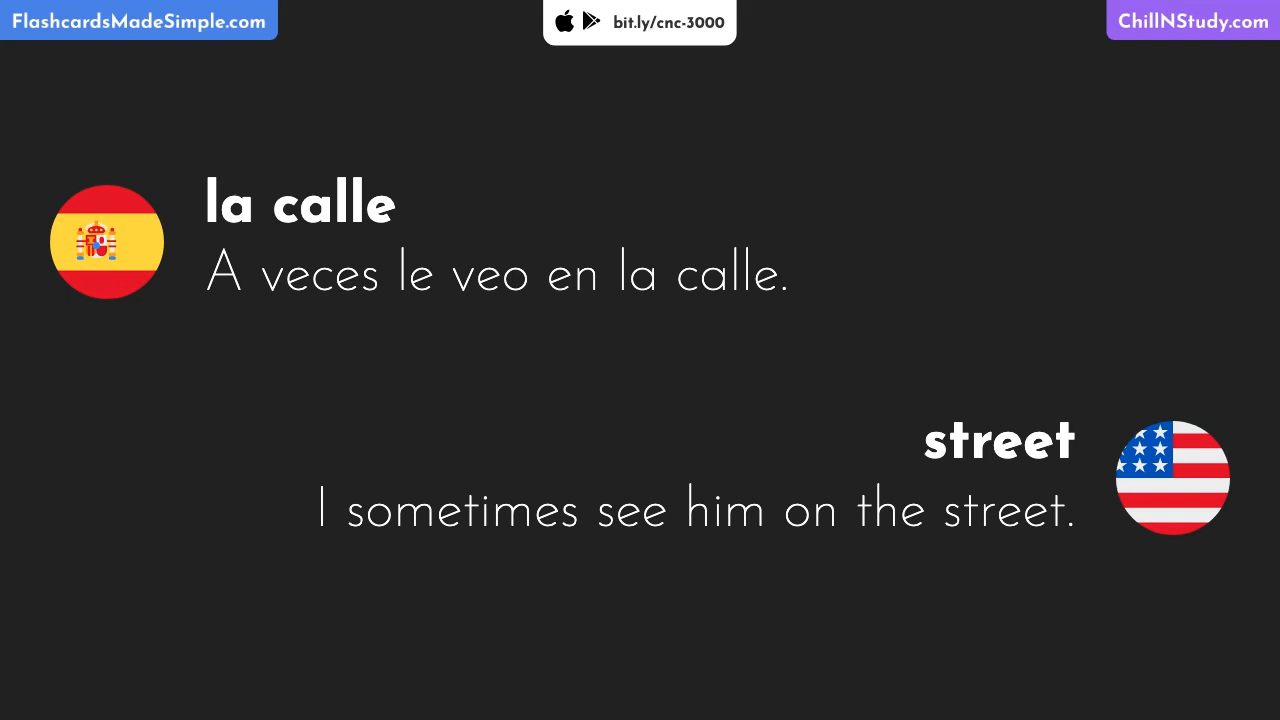 FlashcardsMadeSimple.com
bit.ly/cnc-3000
ChillNStudy.com
la calle
A veces le veo en la calle.
street
I sometimes see him on the street.